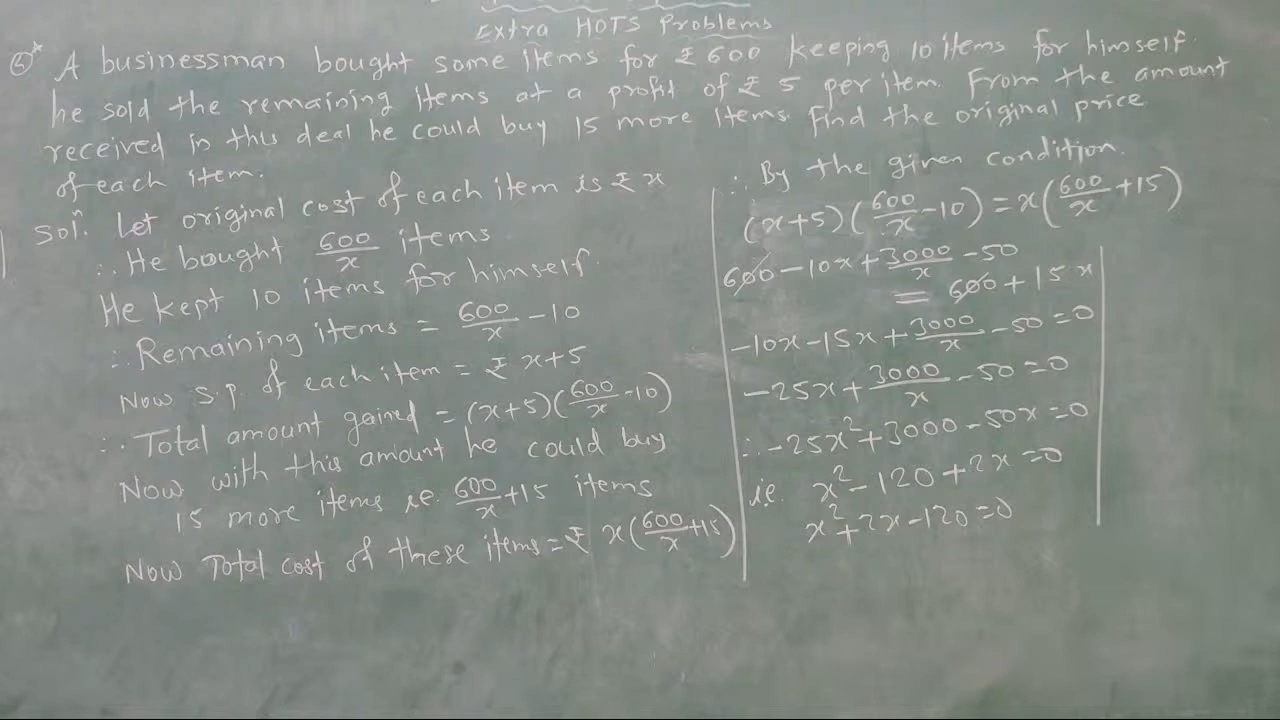 Extra HOTS Problems
⑤* A businessman bought some items for ₹ 600 keeping 10 items for himself.
he sold the remaining items at a profit of ₹ 5 per item. From the amount
received in this deal he could buy 15 more items. Find the original price
of each item.
Solⁿ. Let original cost of each item is ₹ x
∴ He bought 600/x items
He kept 10 items for himself.
∴ Remaining items = 600/x - 10
Now S.p. of each item = ₹ x+5
∴ Total amount gained = (x+5)(600/x - 10)
Now with this amount he could buy
15 more items ie. 600/x + 15 items
Now Total cost of these items = ₹ x(600/x + 15)
∴ By the given condition.
(x+5)(600/x - 10) = x(600/x + 15)
600 - 10x + 3000/x - 50
= 600 + 15x
-10x - 15x + 3000/x - 50 = 0
-25x + 3000/x - 50 = 0
∴ -25x² + 3000 - 50x = 0
i.e. x² - 120 + 2x = 0
x² + 2x - 120 = 0